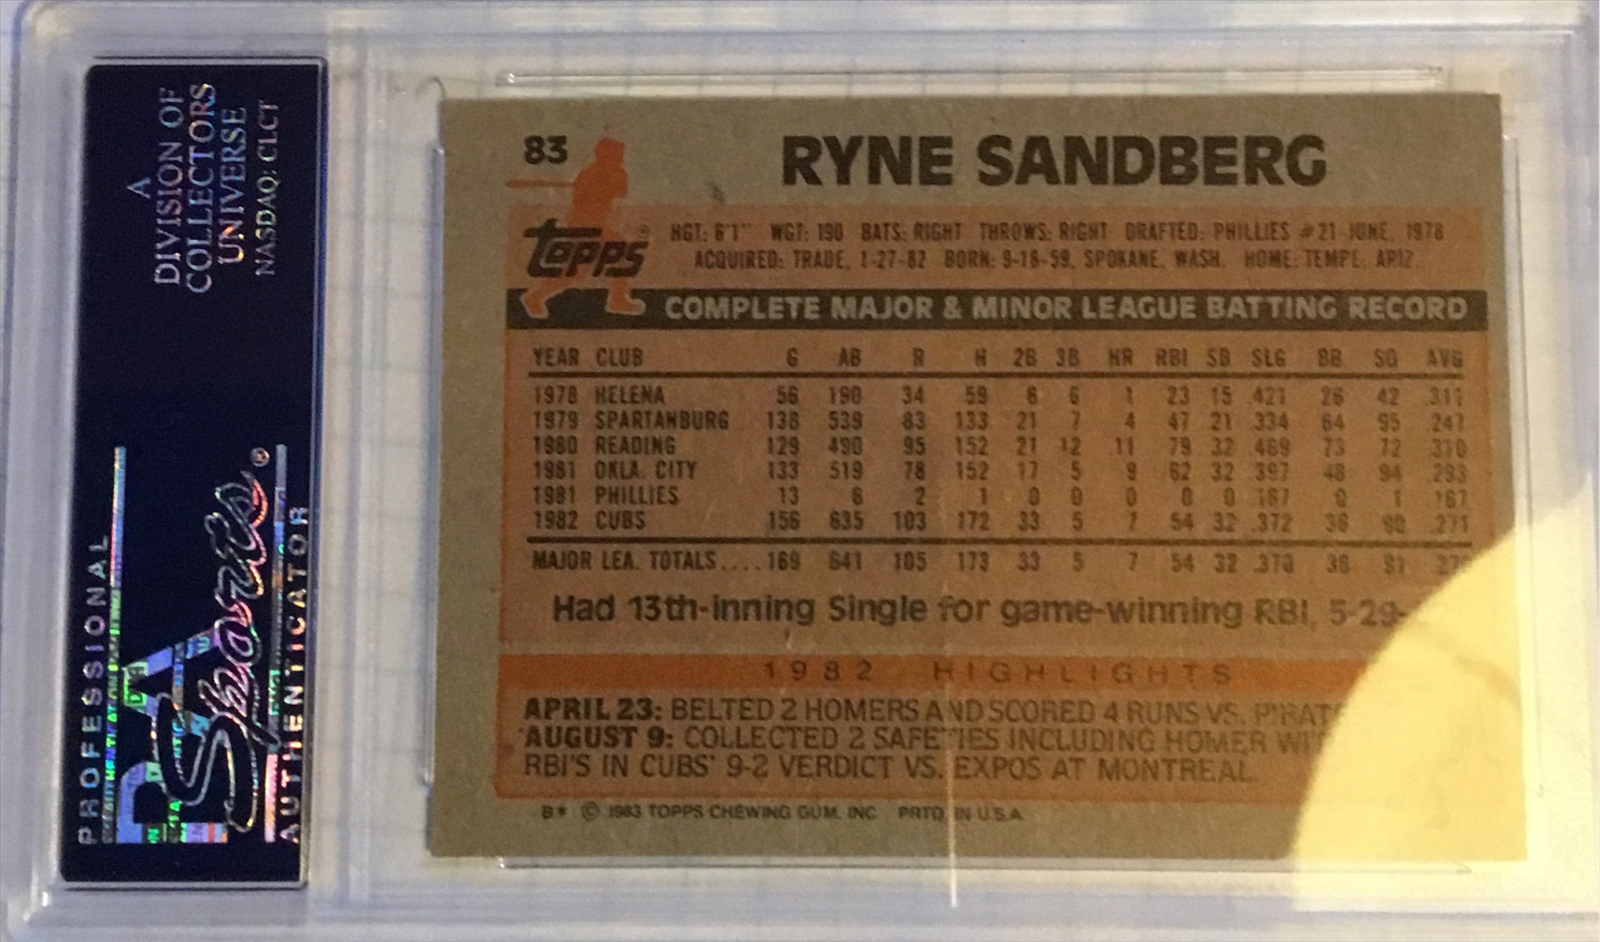 A
DIVISION OF
COLLECTORS
UNIVERSE
NASDAQ: CLCT
PROFESSIONAL
PSA
Sports®
AUTHENTICATOR
83
RYNE SANDBERG
topps®
HGT: 6'1" WGT: 190 BATS: RIGHT THROWS: RIGHT DRAFTED: PHILLIES #21-JUNE, 1978
ACQUIRED: TRADE, 1-27-82 BORN: 9-18-59, SPOKANE, WASH. HOME: TEMPE, ARIZ.
COMPLETE MAJOR & MINOR LEAGUE BATTING RECORD
YEAR CLUB G AB R H 2B 3B HR RBI SB SLG BB SO AVG
1978 HELENA 56 190 34 59 6 6 1 23 15 .421 26 42 .311
1979 SPARTANBURG 138 539 83 133 21 7 4 47 21 .334 64 95 .247
1980 READING 129 490 95 152 21 12 11 79 32 .469 73 72 .310
1981 OKLA. CITY 133 519 78 152 17 5 9 62 32 .397 48 94 .293
1981 PHILLIES 13 6 2 1 0 0 0 0 0 .167 0 1 .167
1982 CUBS 156 635 103 172 33 5 7 54 32 .372 36 90 .271
MAJOR LEA. TOTALS.... 169 641 105 173 33 5 7 54 32 .370 36 91
Had 13th-inning Single for game-winning RBI, 5-29-
1982 HIGHLIGHTS
APRIL 23: BELTED 2 HOMERS AND SCORED 4 RUNS VS.
AUGUST 9: COLLECTED 2 SAFETIES INCLUDING HOMER
RBI'S IN CUBS' 9-2 VERDICT VS. EXPOS AT MONTREAL.
B* © 1983 TOPPS CHEWING GUM, INC. PRTD. IN U.S.A.